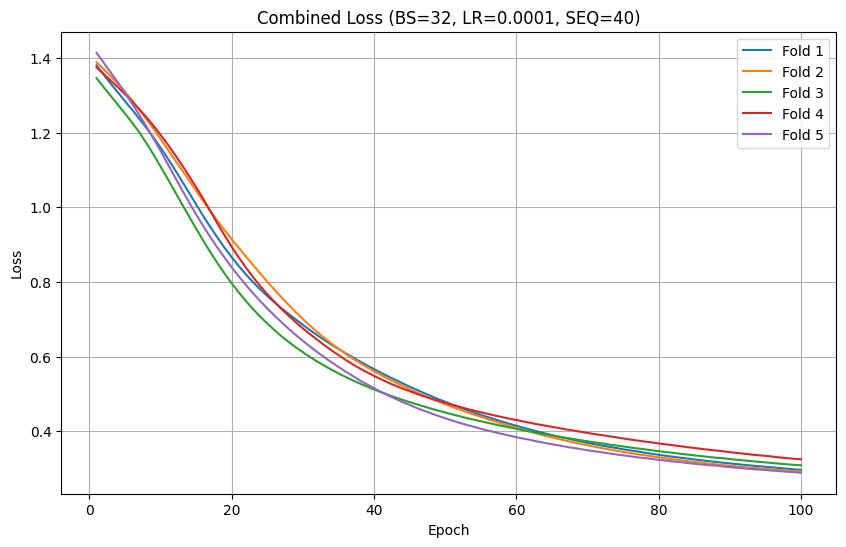 Combined Loss (BS=32, LR=0.0001, SEQ=40)
Loss
1.4
1.2
1.0
0.8
0.6
0.4
Fold 1
Fold 2
Fold 3
Fold 4
Fold 5
0 20 40 60 80 100
Epoch